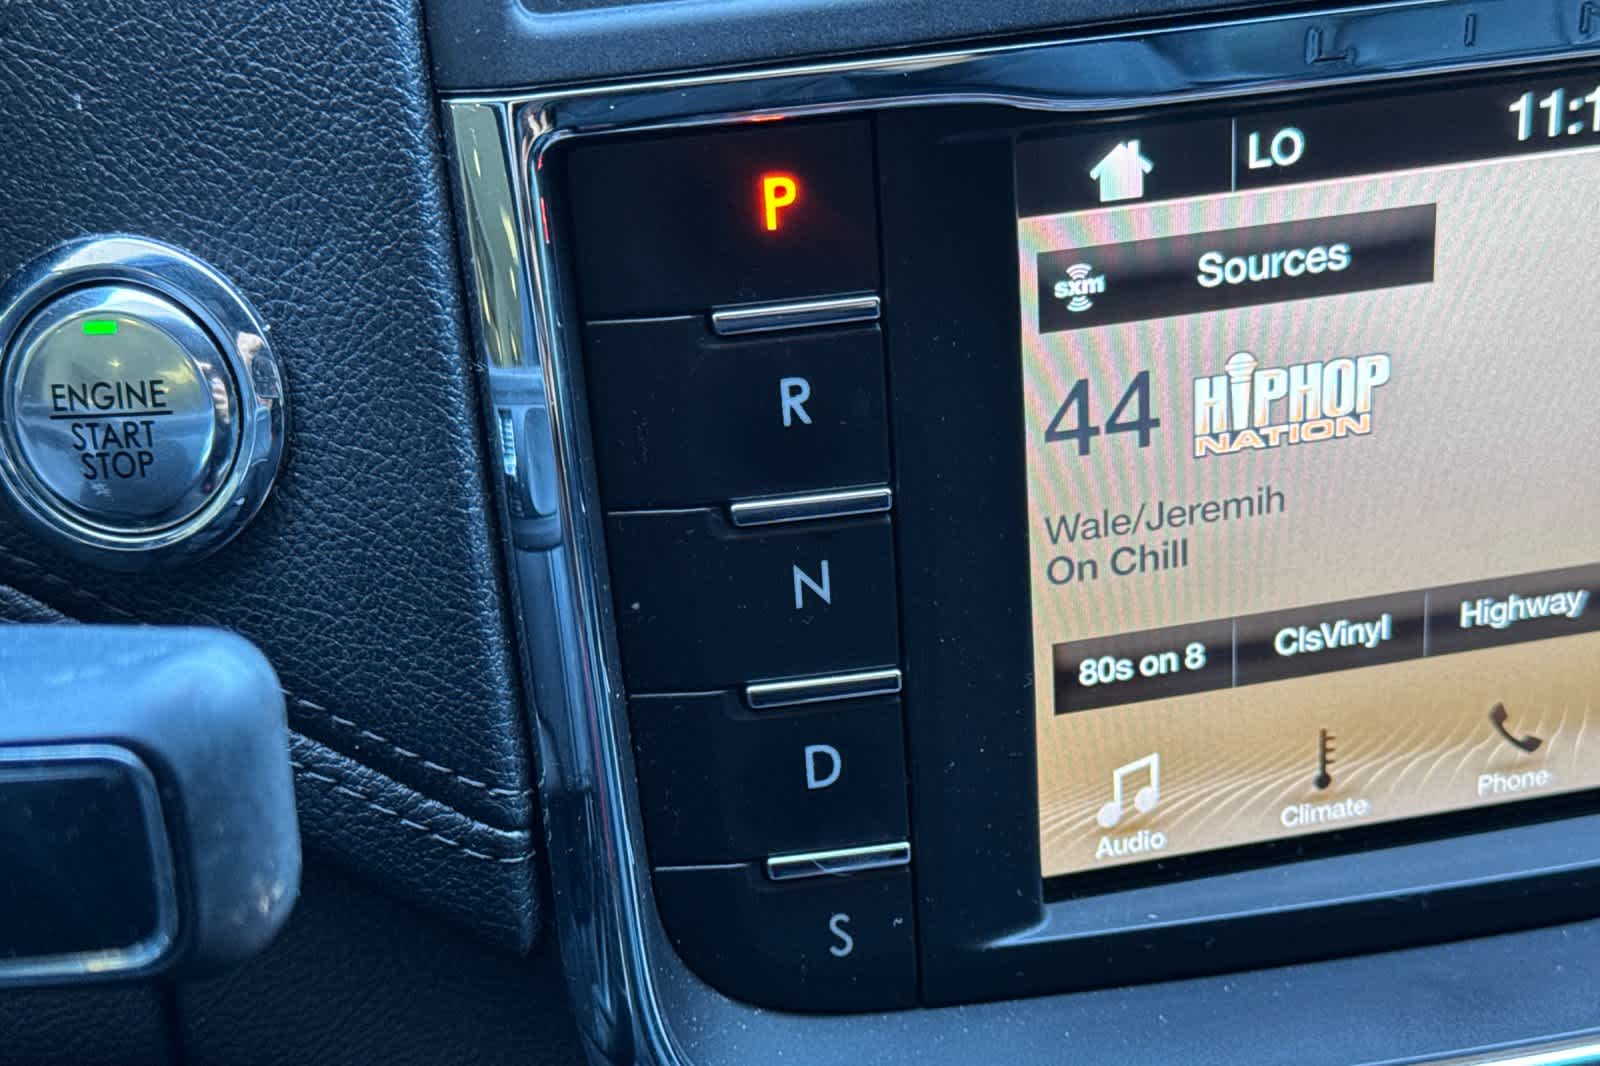 L I N
P
R
N
D
S
ENGINE
START
STOP
LO
11:1
sxm
Sources
44
HIPHOP
NATION
Wale/Jeremih
On Chill
80s on 8
ClsVinyl
Highway
Audio
Climate
Phone